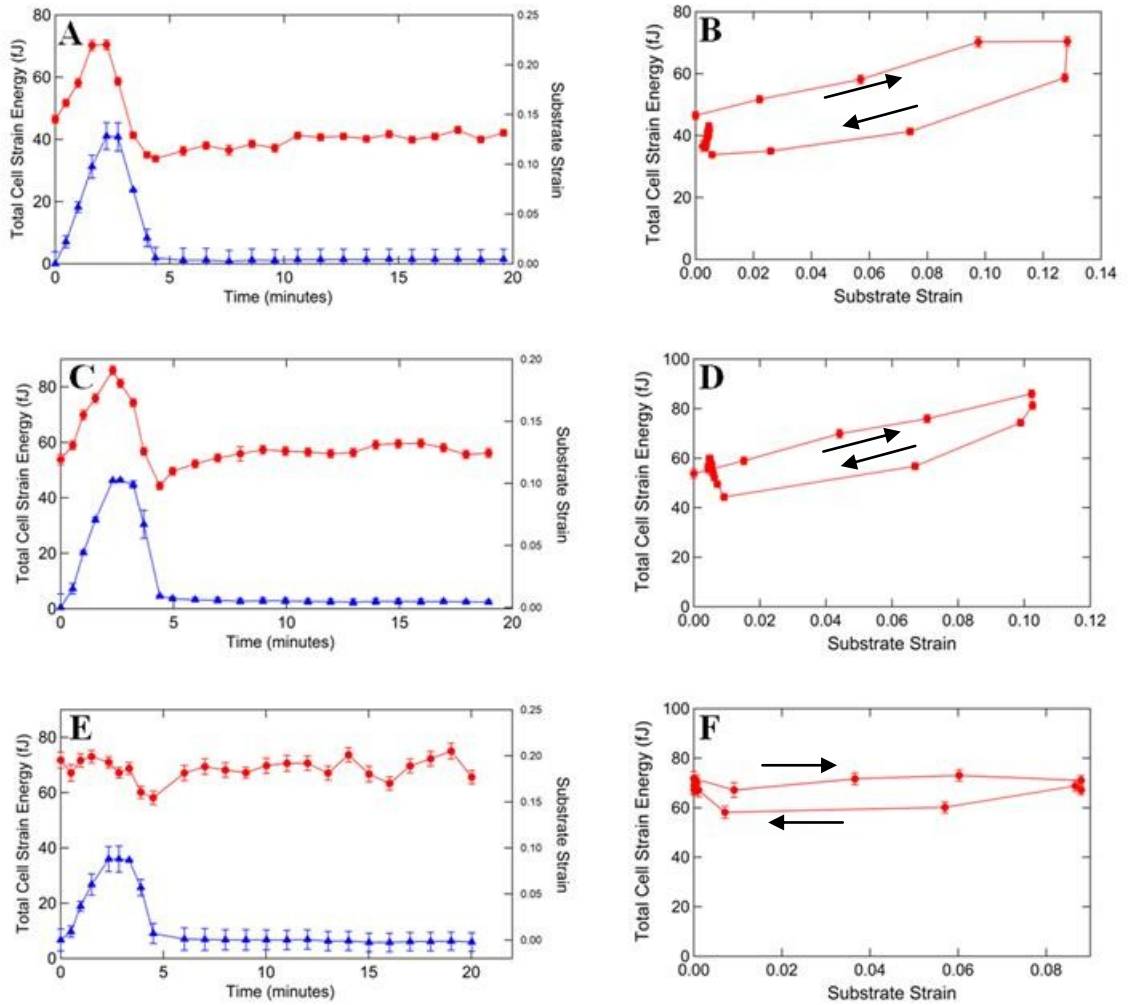 A
Total Cell Strain Energy (fJ)
80
60
40
20
0
0.25
0.20
0.15
0.10
0.05
0.00
Substrate Strain
0 5 10 15 20
Time (minutes)
B
Total Cell Strain Energy (fJ)
80
60
40
20
0
0.00 0.02 0.04 0.06 0.08 0.10 0.12 0.14
Substrate Strain
C
Total Cell Strain Energy (fJ)
80
60
40
20
0
0.20
0.15
0.10
0.05
0.00
Substrate Strain
0 5 10 15 20
Time (minutes)
D
Total Cell Strain Energy (fJ)
100
80
60
40
20
0
0.00 0.02 0.04 0.06 0.08 0.10 0.12
Substrate Strain
E
Total Cell Strain Energy (fJ)
80
60
40
20
0
0.25
0.20
0.15
0.10
0.05
0.00
Substrate Strain
0 5 10 15 20
Time (minutes)
F
Total Cell Strain Energy (fJ)
100
80
60
40
20
0
0.00 0.02 0.04 0.06 0.08
Substrate Strain